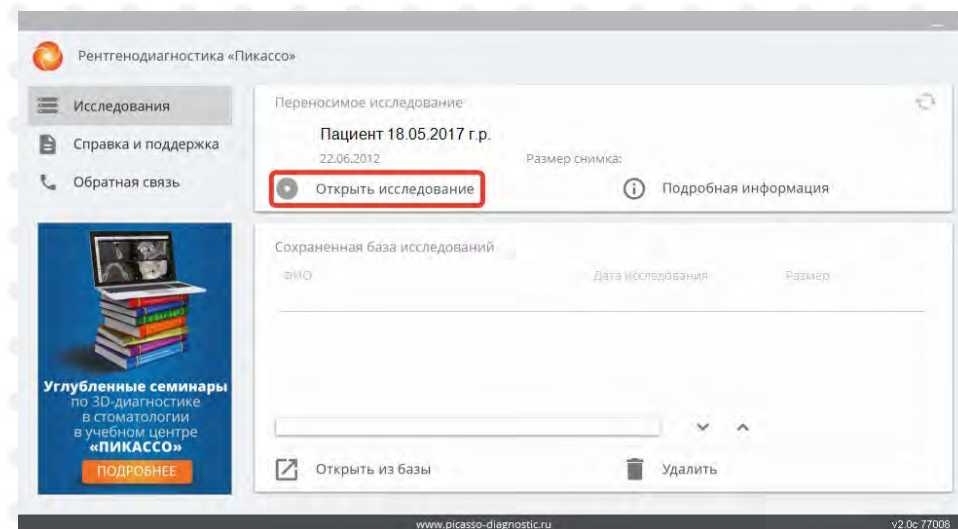 Рентгенодиагностика «Пикассо»
Исследования
Справка и поддержка
Обратная связь
Переносимое исследование
Пациент 18.05.2017 г.р.
22.06.2012
Размер снимка:
Открыть исследование
Подробная информация
Сохраненная база исследований
ФИО
Дата исследования
Размер
Углубленные семинары
по 3D-диагностике
в стоматологии
в учебном центре
«ПИКАССО»
ПОДРОБНЕЕ
Открыть из базы
Удалить
www.picasso-diagnostic.ru
v2.0c 77008